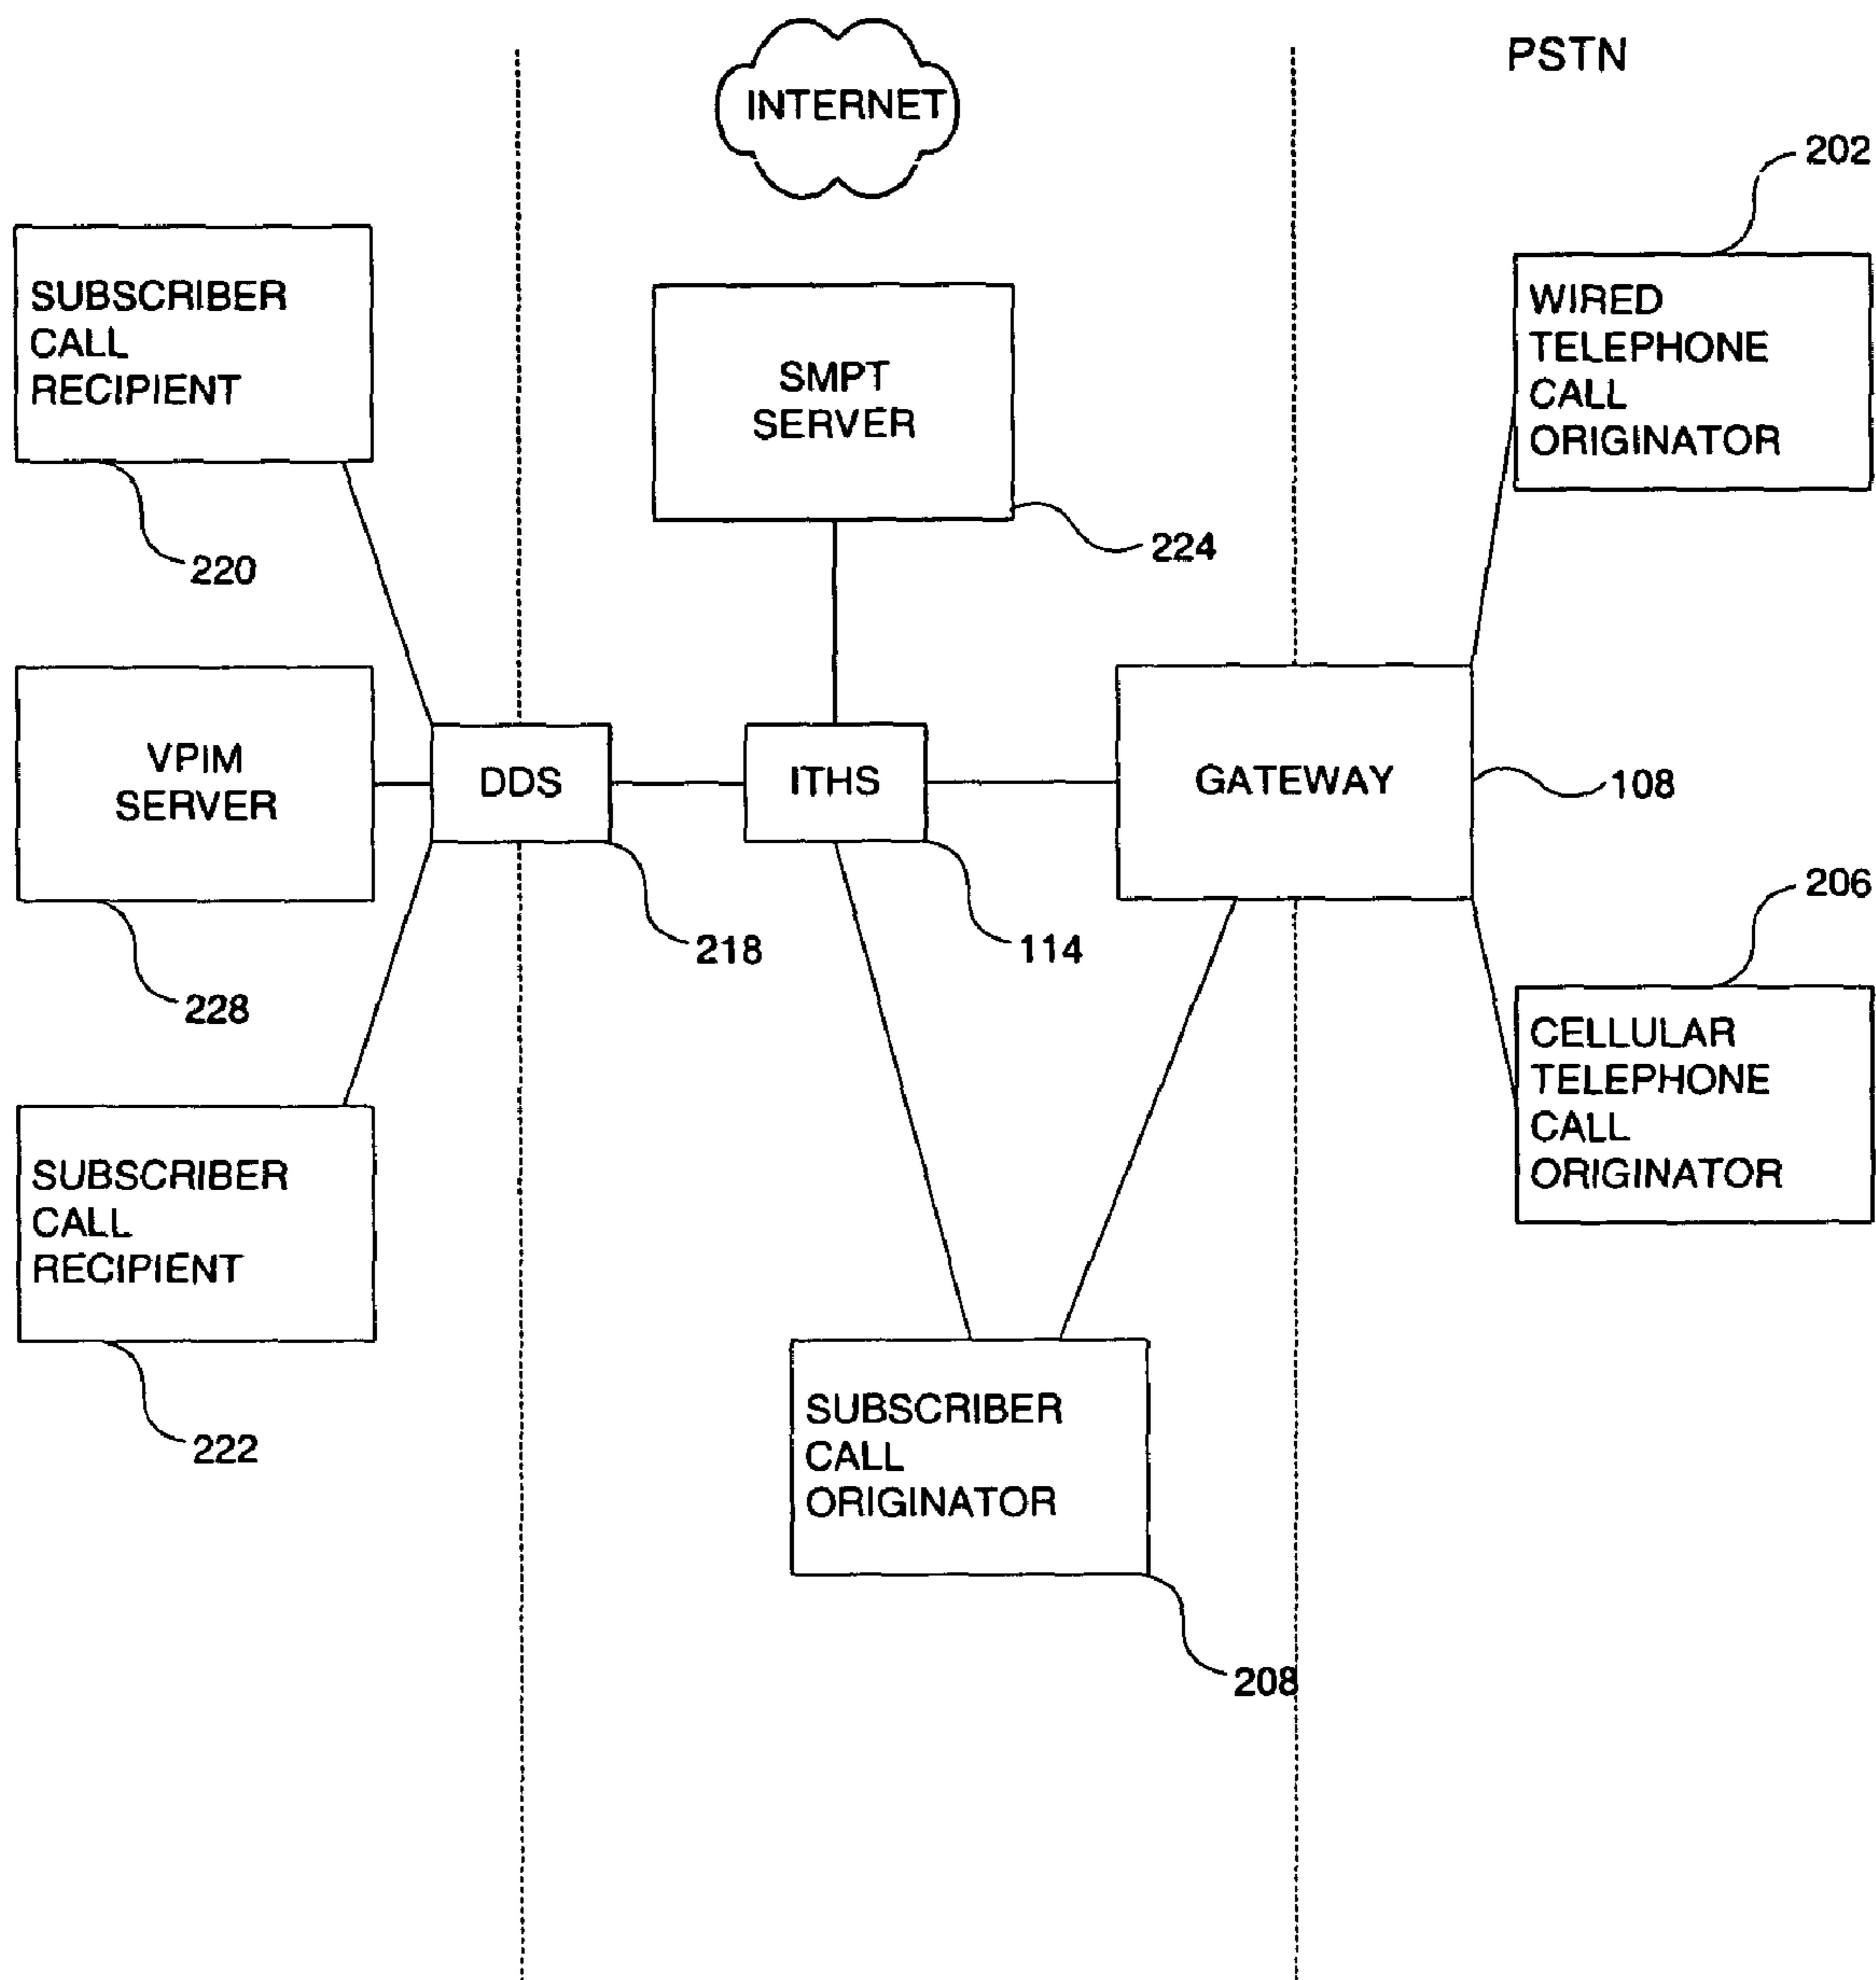 PSTN
INTERNET
202
SUBSCRIBER
CALL
RECIPIENT
220
SMPT
SERVER
224
WIRED
TELEPHONE
CALL
ORIGINATOR
VPIM
SERVER
228
DDS
218
ITHS
114
GATEWAY
108
206
CELLULAR
TELEPHONE
CALL
ORIGINATOR
SUBSCRIBER
CALL
RECIPIENT
222
SUBSCRIBER
CALL
ORIGINATOR
208